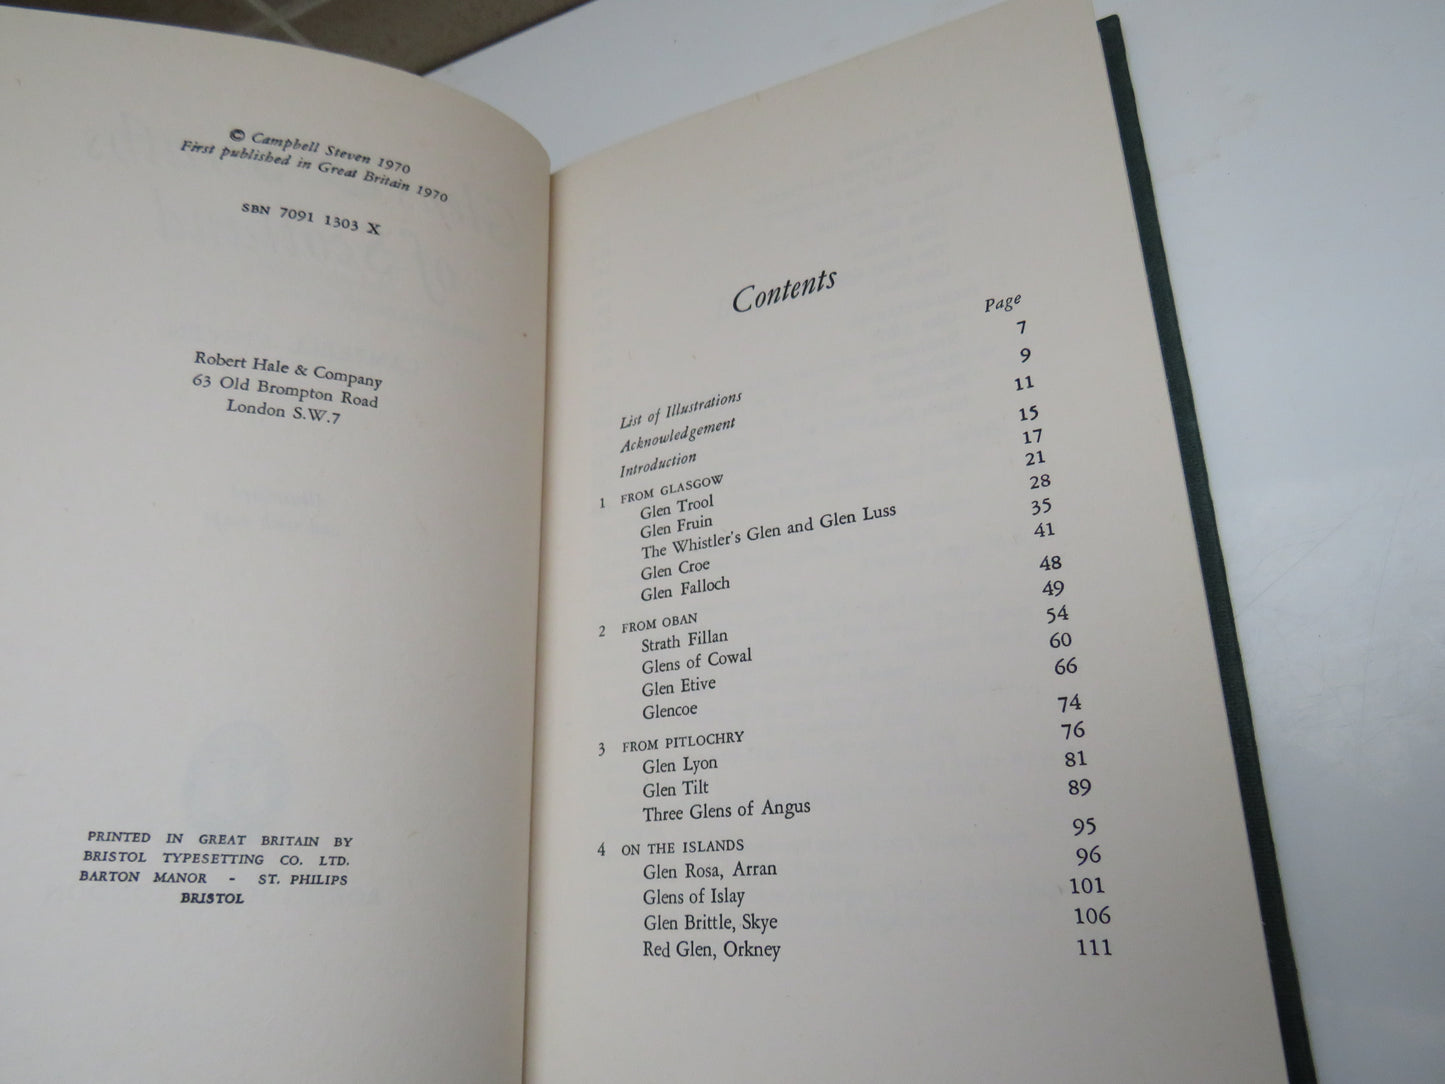 © Campbell Steven 1970
First published in Great Britain 1970
SBN 7091 1303 X
Robert Hale & Company
63 Old Brompton Road
London S.W.7
PRINTED IN GREAT BRITAIN BY
BRISTOL TYPESETTING CO. LTD.
BARTON MANOR - ST. PHILIPS
BRISTOL
Contents
Page
List of Illustrations 7
Acknowledgement 9
Introduction 11
1 FROM GLASGOW 15
Glen Trool 17
Glen Fruin 21
The Whistler's Glen and Glen Luss 28
Glen Croe 35
Glen Falloch 41
2 FROM OBAN 48
Strath Fillan 49
Glens of Cowal 54
Glen Etive 60
Glencoe 66
3 FROM PITLOCHRY 74
Glen Lyon 76
Glen Tilt 81
Three Glens of Angus 89
4 ON THE ISLANDS 95
Glen Rosa, Arran 96
Glens of Islay 101
Glen Brittle, Skye 106
Red Glen, Orkney 111